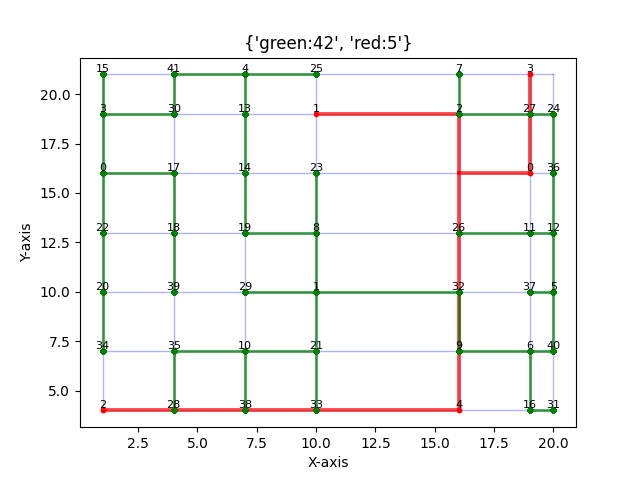 {'green:42', 'red:5'}
15 41 4 25 7 3
20.0
3 30 13 1 2 27 24
17.5
0 17 14 23 0 36
15.0
22 18 19 8 26 11 12
12.5
20 39 29 1 32 37 5
10.0
34 35 10 21 9 6 40
7.5
5.0
2 28 38 33 4 16 31
2.5 5.0 7.5 10.0 12.5 15.0 17.5 20.0
X-axis
Y-axis